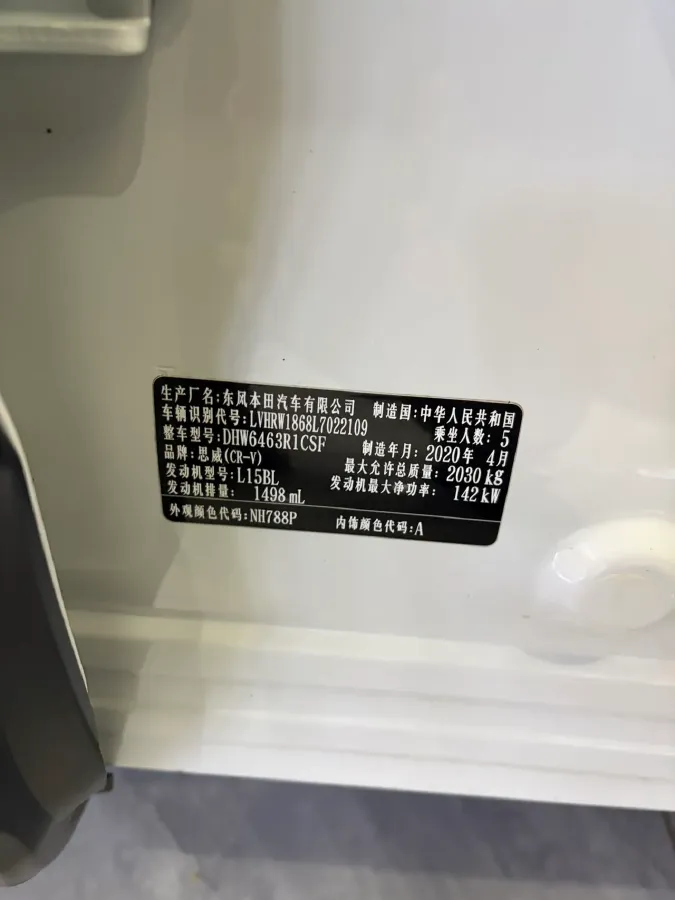 生产厂名:东风本田汽车有限公司 制造国:中华人民共和国
车辆识别代号:LVHRW1868L7022109 乘坐人数: 5
整车型号:DHW6463R1CSF 制造年月: 2020年 4月
品牌:思威(CR-V) 最大允许总质量: 2030 kg
发动机型号:L15BL 发动机最大净功率: 142 kW
发动机排量: 1498 mL
外观颜色代码:NH788P 内饰颜色代码:A